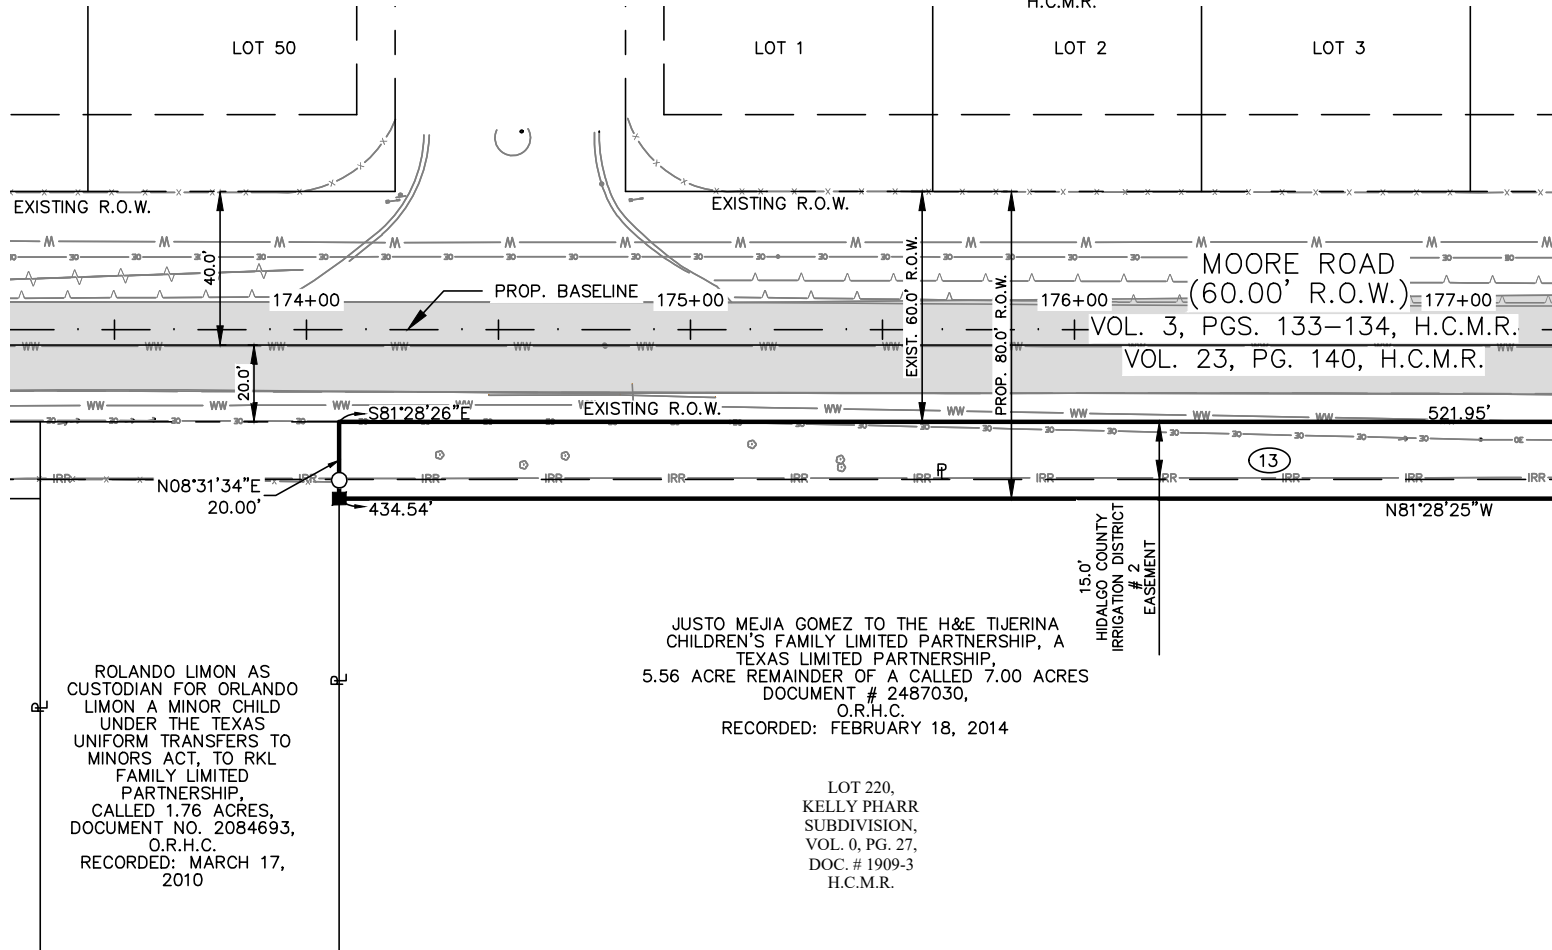 H.C.M.R.
LOT 50
LOT 1
LOT 2
LOT 3
EXISTING R.O.W.
EXISTING R.O.W.
40.0'
EXIST. 60.0' R.O.W.
PROP. 80.0' R.O.W.
MOORE ROAD
(60.00' R.O.W.)
VOL. 3, PGS. 133-134, H.C.M.R.
VOL. 23, PG. 140, H.C.M.R.
174+00
PROP. BASELINE
175+00
176+00
177+00
20.0'
S81°28'26"E
EXISTING R.O.W.
521.95'
13
N08°31'34"E
20.00'
434.54'
N81°28'25"W
15.0'
HIDALGO COUNTY
IRRIGATION DISTRICT
# 2
EASEMENT
JUSTO MEJIA GOMEZ TO THE H&E TIJERINA
CHILDREN'S FAMILY LIMITED PARTNERSHIP, A
TEXAS LIMITED PARTNERSHIP,
5.56 ACRE REMAINDER OF A CALLED 7.00 ACRES
DOCUMENT # 2487030,
O.R.H.C.
RECORDED: FEBRUARY 18, 2014
ROLANDO LIMON AS
CUSTODIAN FOR ORLANDO
LIMON A MINOR CHILD
UNDER THE TEXAS
UNIFORM TRANSFERS TO
MINORS ACT, TO RKL
FAMILY LIMITED
PARTNERSHIP,
CALLED 1.76 ACRES,
DOCUMENT NO. 2084693,
O.R.H.C.
RECORDED: MARCH 17,
2010
LOT 220,
KELLY PHARR
SUBDIVISION,
VOL. 0, PG. 27,
DOC. # 1909-3
H.C.M.R.